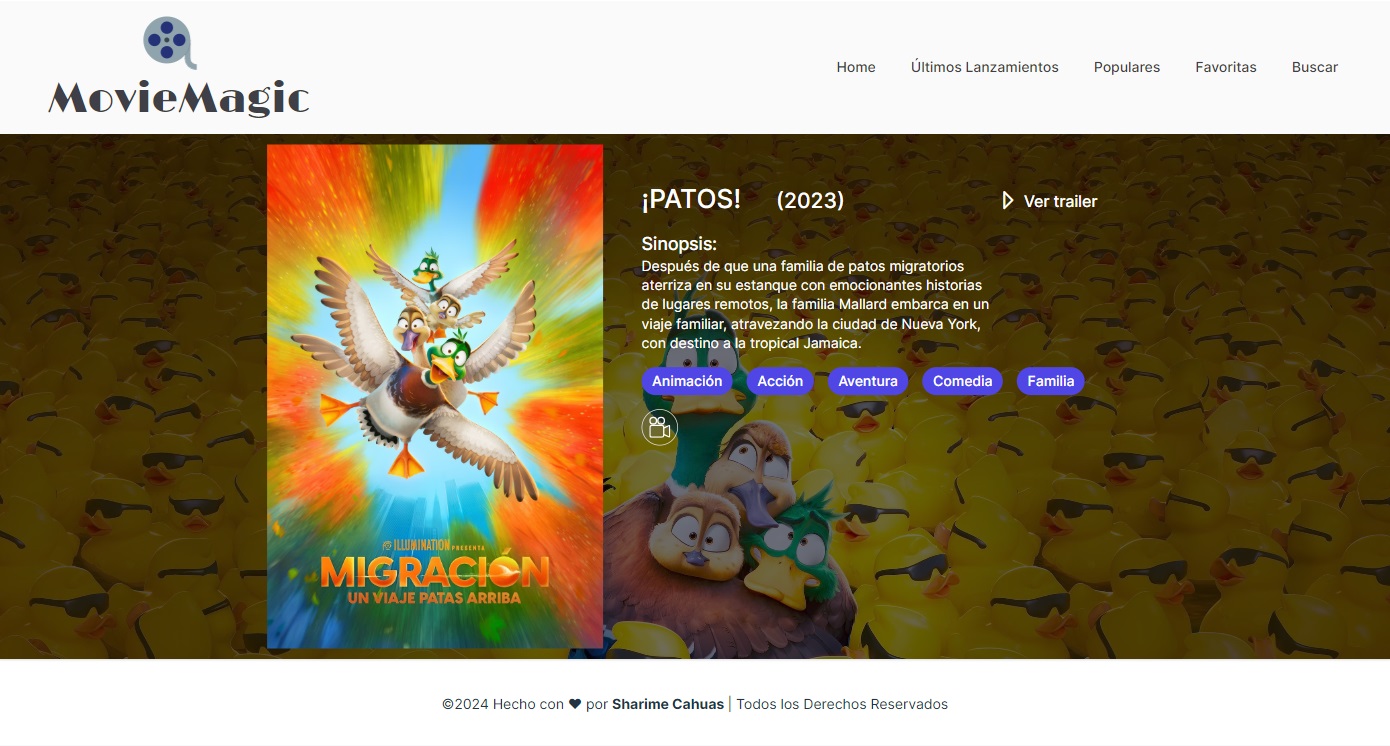 MovieMagic
Home Últimos Lanzamientos Populares Favoritas Buscar
¡PATOS! (2023) Ver trailer
Sinopsis:
Después de que una familia de patos migratorios
aterriza en su estanque con emocionantes historias
de lugares remotos, la familia Mallard embarca en un
viaje familiar, atravezando la ciudad de Nueva York,
con destino a la tropical Jamaica.
Animación Acción Aventura Comedia Familia
ILLUMINATION PRESENTA
MIGRACIÓN
UN VIAJE PATAS ARRIBA
©2024 Hecho con ❤ por Sharime Cahuas | Todos los Derechos Reservados